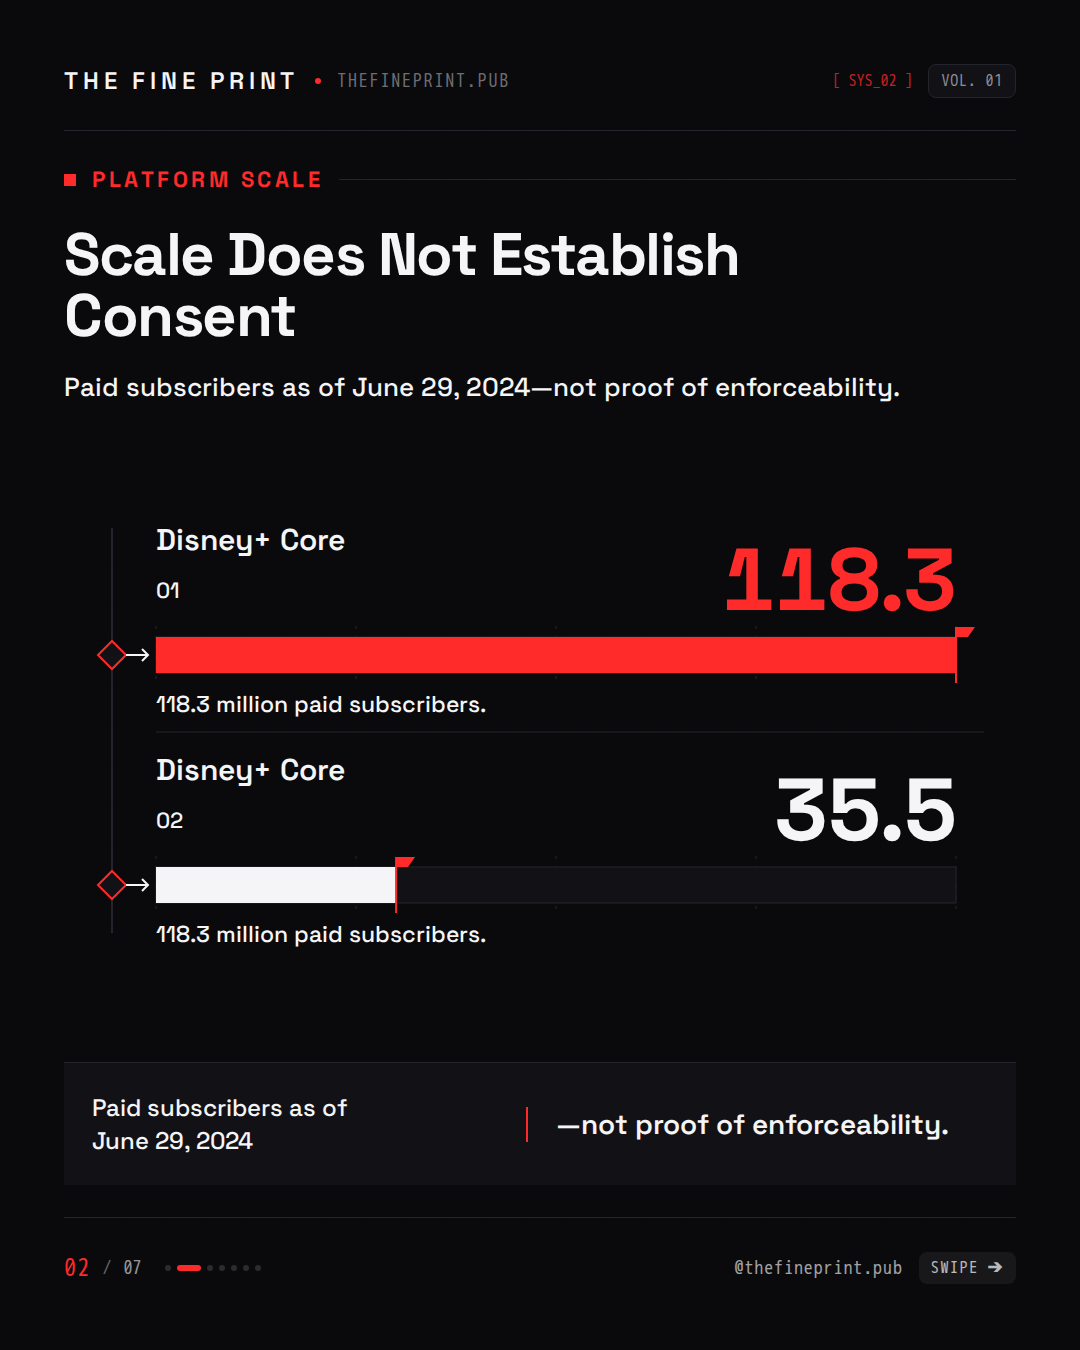 THE FINE PRINT • THEFINEPRINT.PUB
[ SYS_02 ] VOL. 01
PLATFORM SCALE
Scale Does Not Establish
Consent
Paid subscribers as of June 29, 2024—not proof of enforceability.
Disney+ Core
01
118.3
118.3 million paid subscribers.
Disney+ Core
02
35.5
118.3 million paid subscribers.
Paid subscribers as of
June 29, 2024
—not proof of enforceability.
02 / 07
@thefineprint.pub
SWIPE ➔